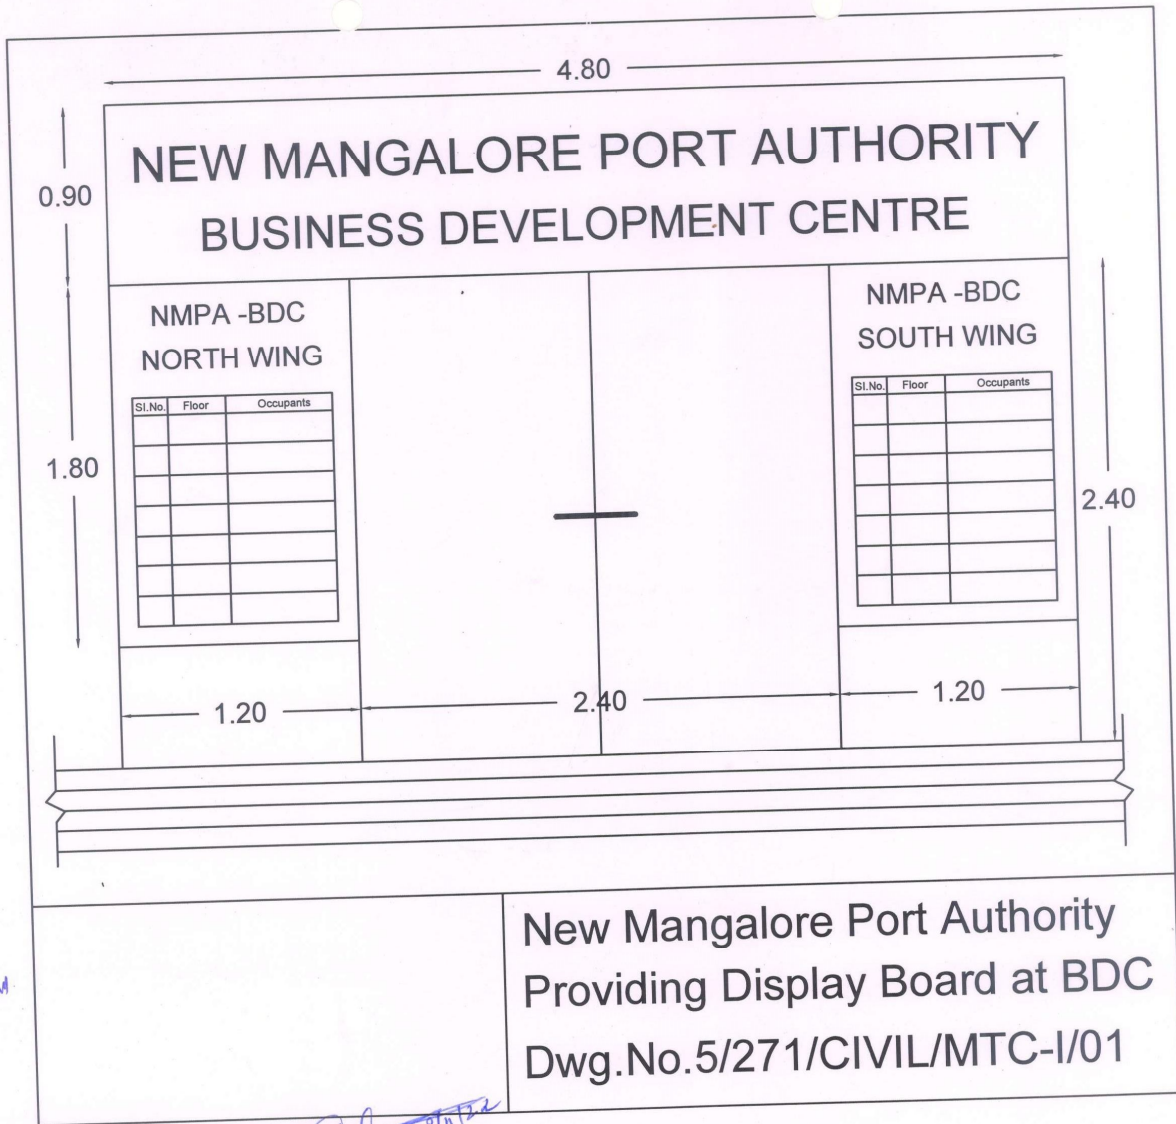 4.80
NEW MANGALORE PORT AUTHORITY
0.90
BUSINESS DEVELOPMENT CENTRE
NMPA -BDC
NORTH WING
Sl.No. Floor Occupants
1.80
NMPA -BDC
SOUTH WING
Sl.No. Floor Occupants
2.40
1.20
2.40
1.20
New Mangalore Port Authority
Providing Display Board at BDC
Dwg.No.5/271/CIVIL/MTC-I/01